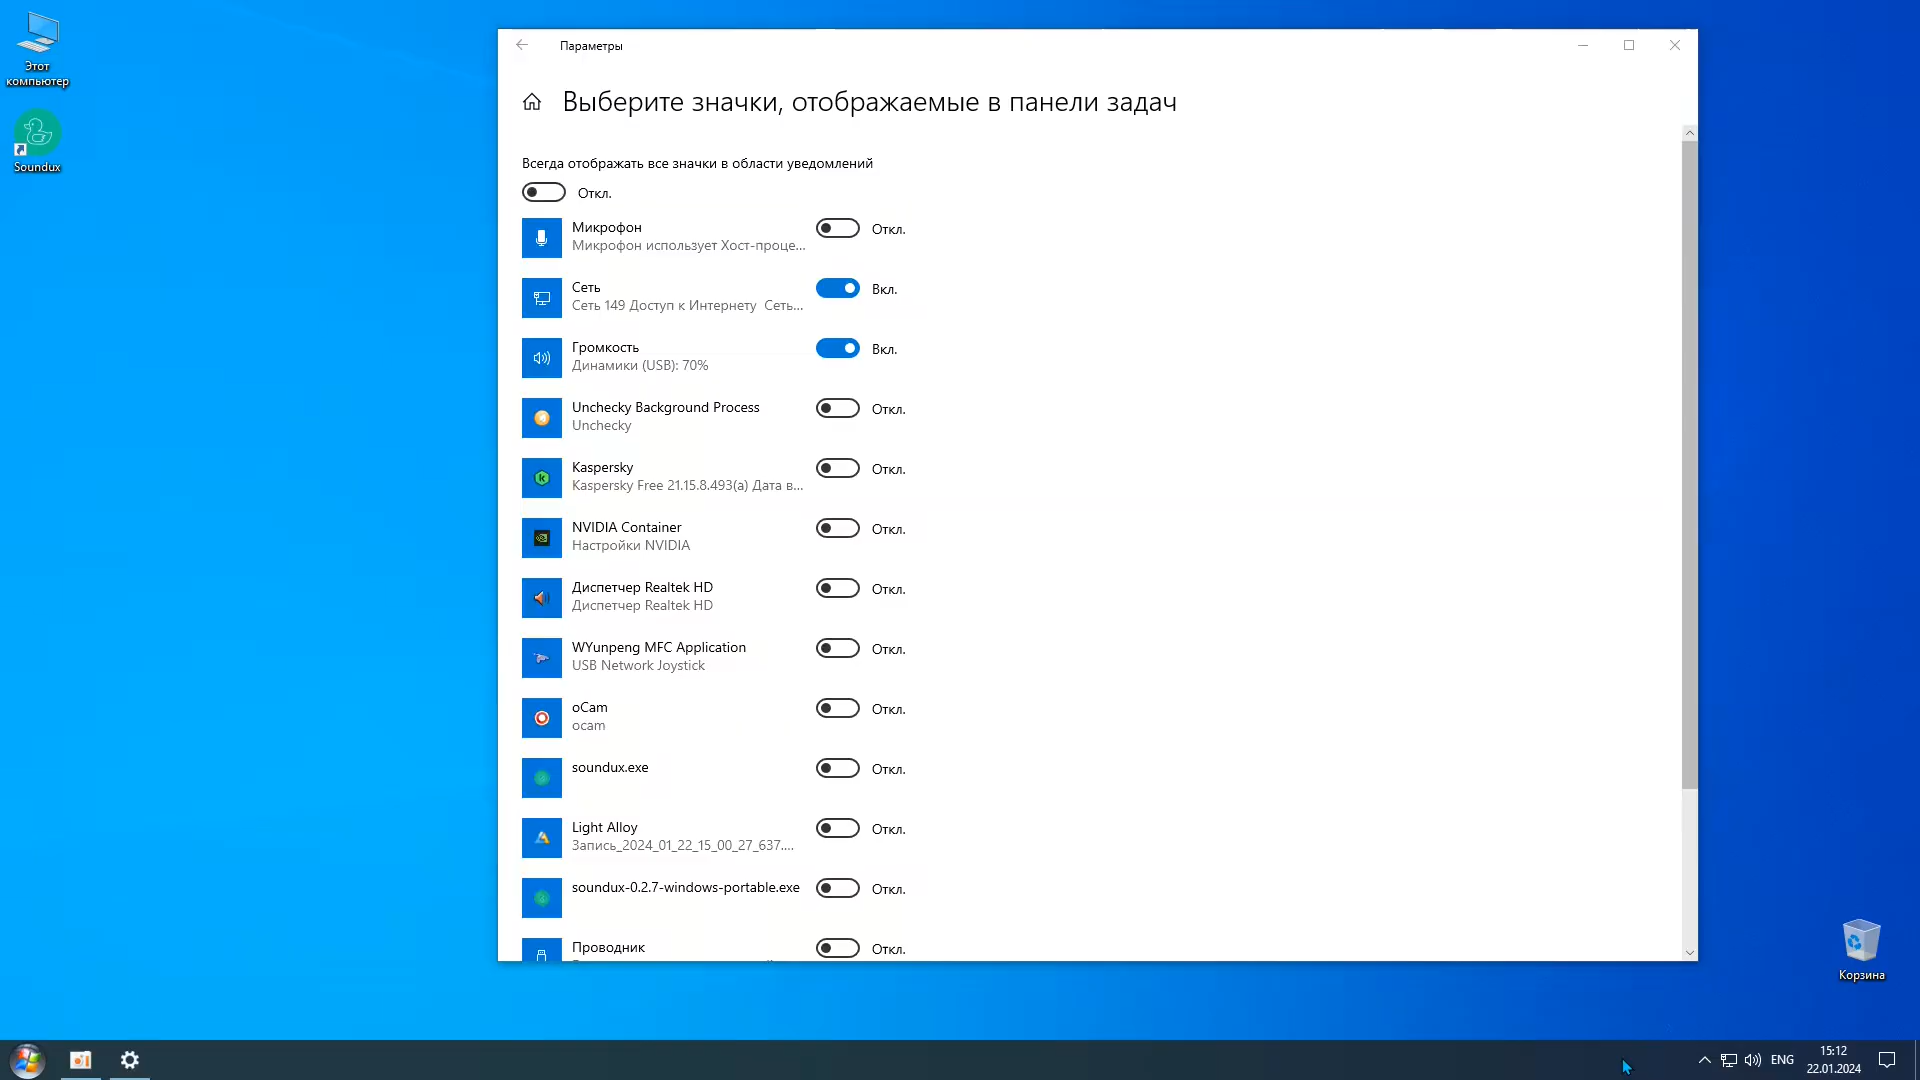 Этот
компьютер
Soundux
Параметры
Выберите значки, отображаемые в панели задач
Всегда отображать все значки в области уведомлений
Откл.
Микрофон
Откл.
Микрофон использует Хост-проце...
Сеть
Вкл.
Сеть 149 Доступ к Интернету  Сеть...
Громкость
Вкл.
Динамики (USB): 70%
Unchecky Background Process
Откл.
Unchecky
Kaspersky
Откл.
Kaspersky Free 21.15.8.493(a) Дата в...
NVIDIA Container
Откл.
Настройки NVIDIA
Диспетчер Realtek HD
Откл.
Диспетчер Realtek HD
WYunpeng MFC Application
Откл.
USB Network Joystick
oCam
Откл.
ocam
soundux.exe
Откл.
Light Alloy
Откл.
Запись_2024_01_22_15_00_27_637....
soundux-0.2.7-windows-portable.exe
Откл.
Проводник
Откл.
Корзина
ENG
15:12
22.01.2024